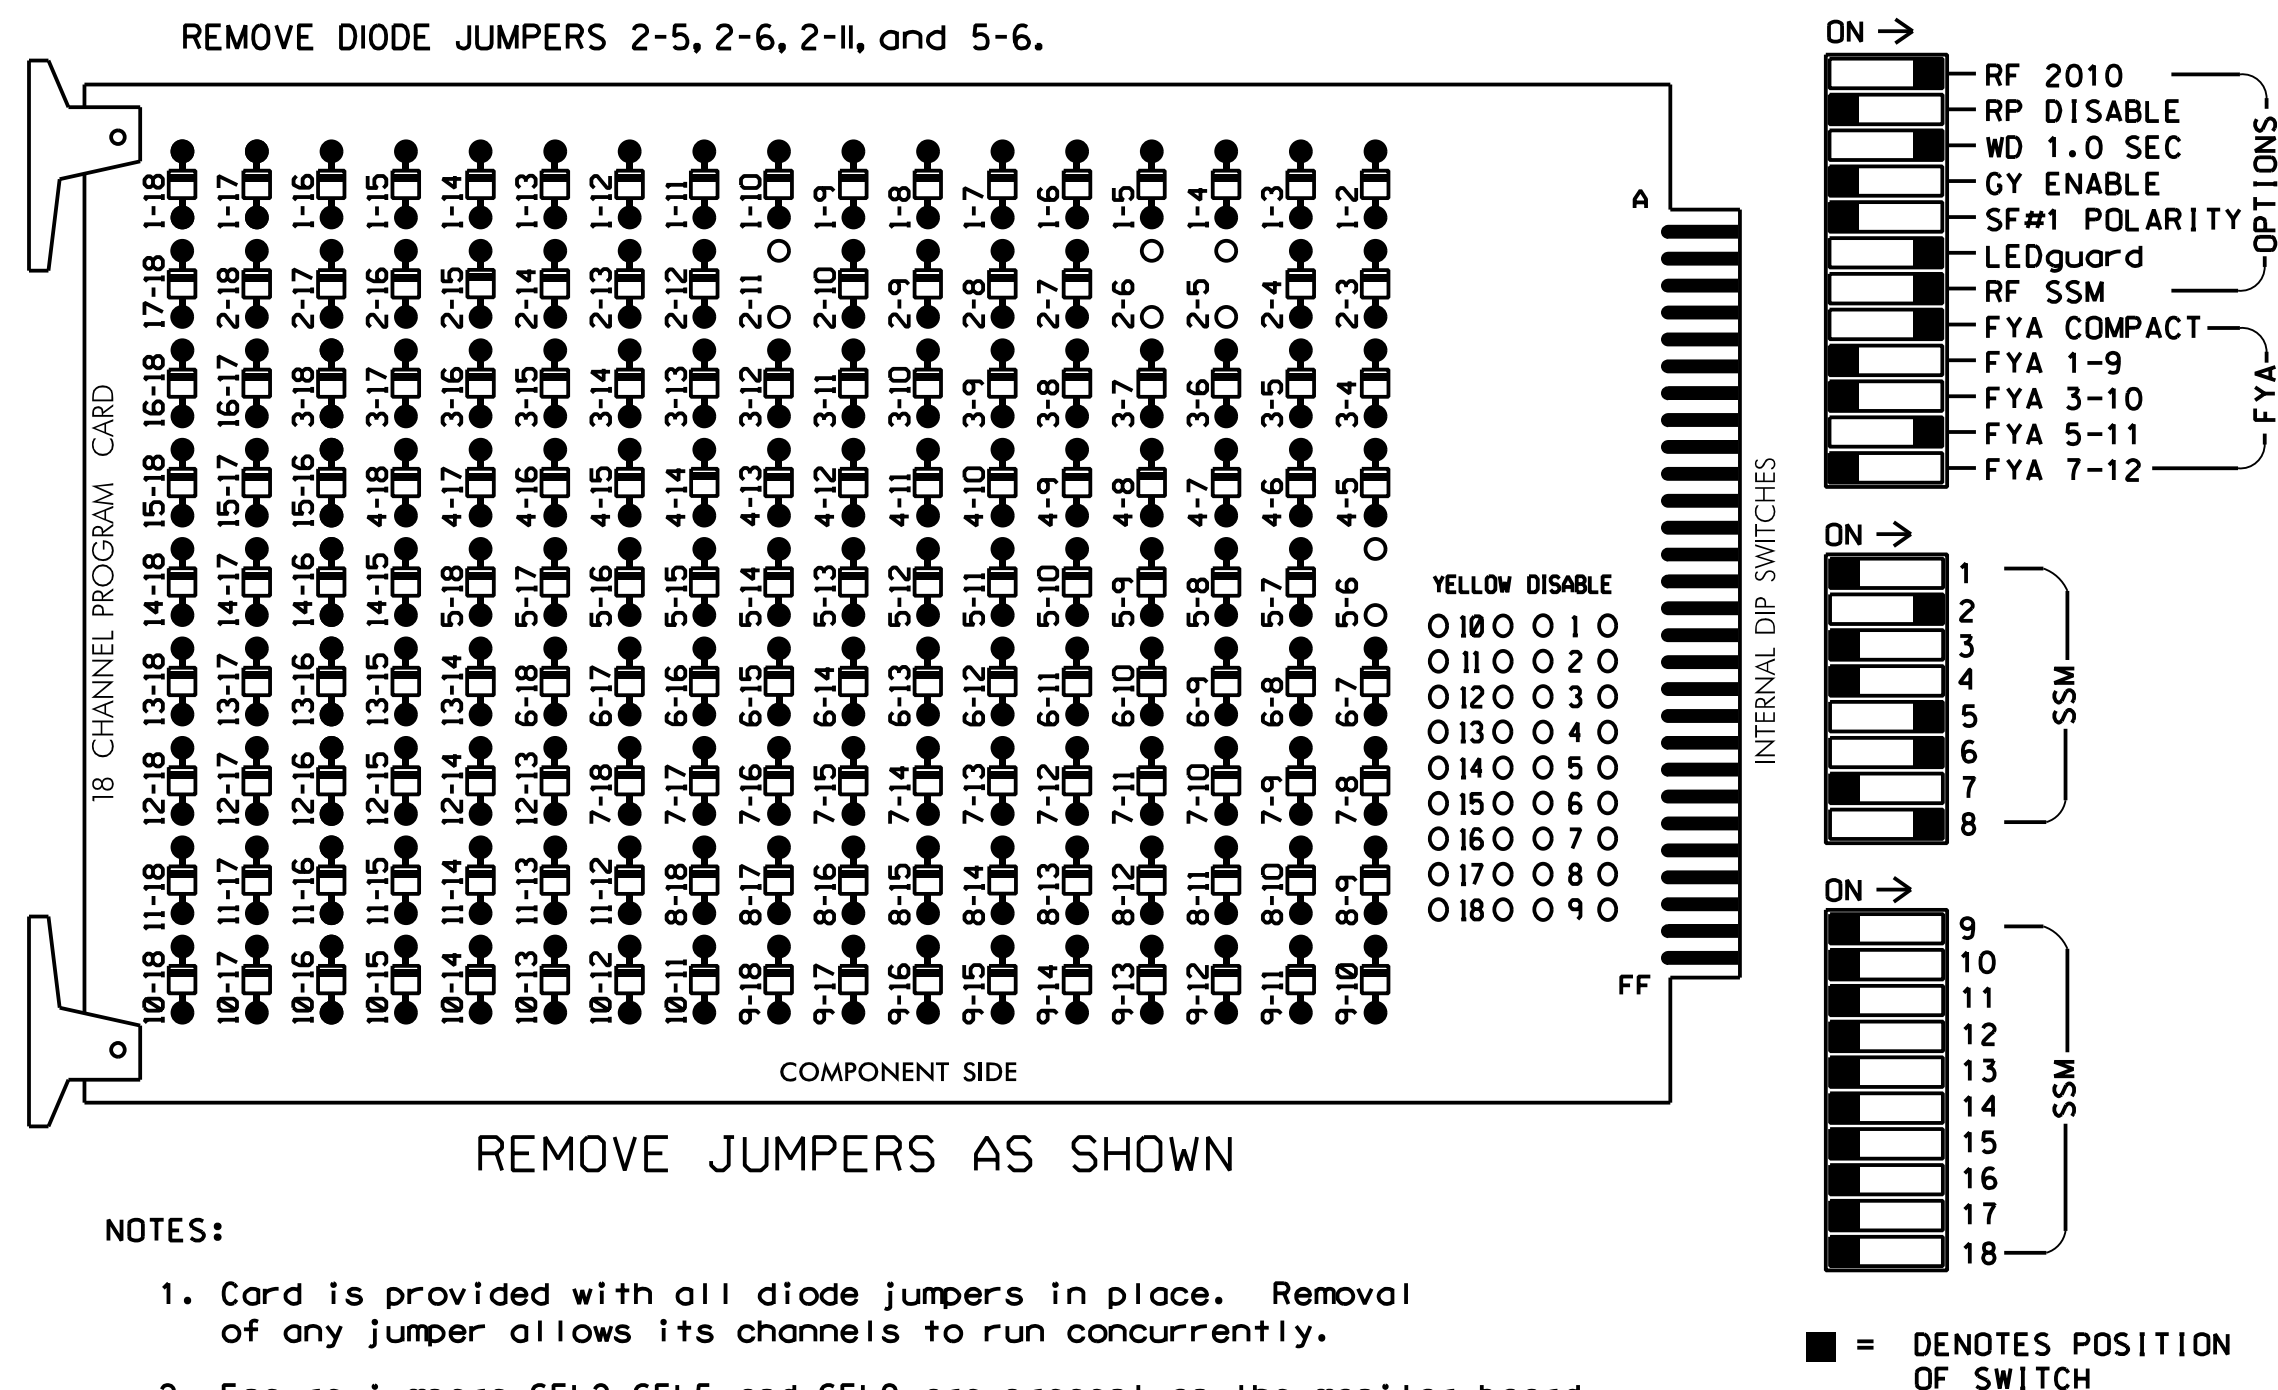 REMOVE DIODE JUMPERS 2-5, 2-6, 2-11, and 5-6.
1-18 1-17 1-16 1-15 1-14 1-13 1-12 1-11 1-10 1-9 1-8 1-7 1-6 1-5 1-4 1-3 1-2
17-18 2-18 2-17 2-16 2-15 2-14 2-13 2-12 2-11 2-10 2-9 2-8 2-7 2-6 2-5 2-4 2-3
16-18 16-17 3-18 3-17 3-16 3-15 3-14 3-13 3-12 3-11 3-10 3-9 3-8 3-7 3-6 3-5 3-4
15-18 15-17 15-16 4-18 4-17 4-16 4-15 4-14 4-13 4-12 4-11 4-10 4-9 4-8 4-7 4-6 4-5
14-18 14-17 14-16 14-15 5-18 5-17 5-16 5-15 5-14 5-13 5-12 5-11 5-10 5-9 5-8 5-7 5-6
13-18 13-17 13-16 13-15 13-14 6-18 6-17 6-16 6-15 6-14 6-13 6-12 6-11 6-10 6-9 6-8 6-7
12-18 12-17 12-16 12-15 12-14 12-13 7-18 7-17 7-16 7-15 7-14 7-13 7-12 7-11 7-10 7-9 7-8
11-18 11-17 11-16 11-15 11-14 11-13 11-12 8-18 8-17 8-16 8-15 8-14 8-13 8-12 8-11 8-10 8-9
10-18 10-17 10-16 10-15 10-14 10-13 10-12 10-11 9-18 9-17 9-16 9-15 9-14 9-13 9-12 9-11 9-10
18 CHANNEL PROGRAM CARD
A
FF
YELLOW DISABLE
10 1
11 2
12 3
13 4
14 5
15 6
16 7
17 8
18 9
COMPONENT SIDE
INTERNAL DIP SWITCHES
REMOVE JUMPERS AS SHOWN
ON
RF 2010
RP DISABLE
WD 1.0 SEC
GY ENABLE
SF#1 POLARITY
LEDguard
RF SSM
OPTIONS
FYA COMPACT
FYA 1-9
FYA 3-10
FYA 5-11
FYA 7-12
FYA
ON
1
2
3
4
5
6
7
8
SSM
ON
9
10
11
12
13
14
15
16
17
18
SSM
= DENOTES POSITION
OF SWITCH
NOTES:
1. Card is provided with all diode jumpers in place. Removal
of any jumper allows its channels to run concurrently.